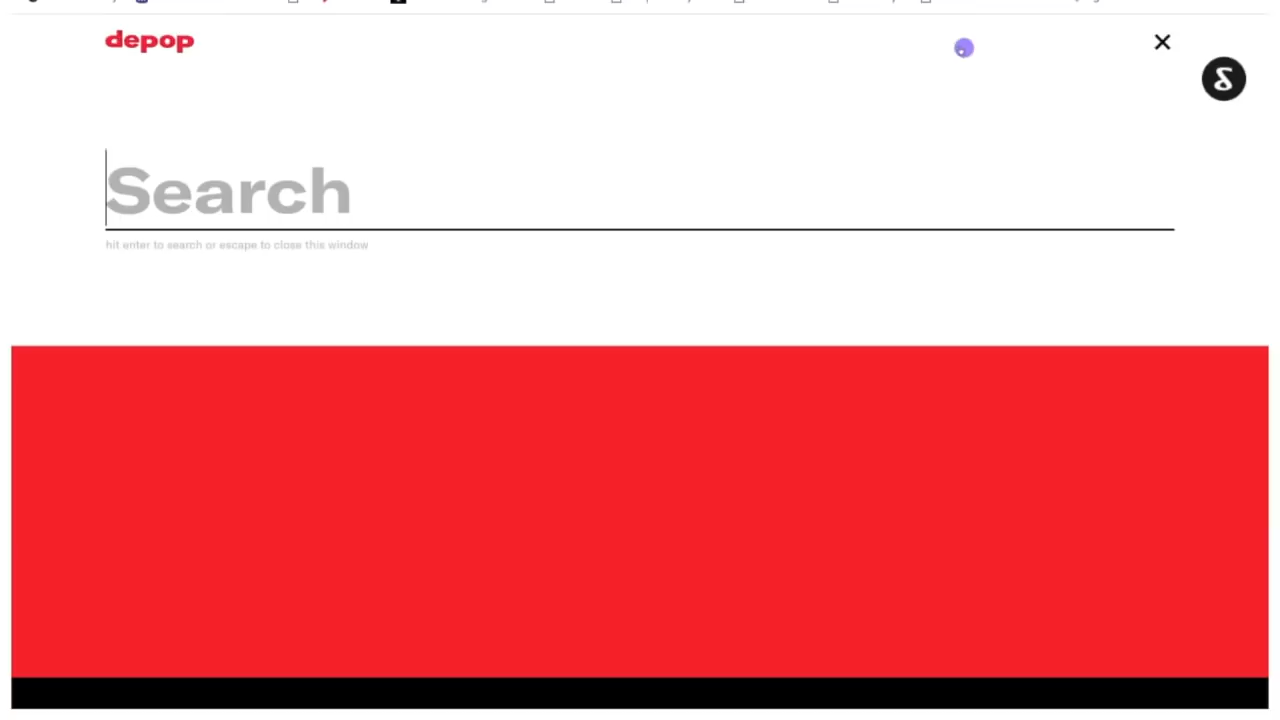 depop
Search
hit enter to search or escape to close this window